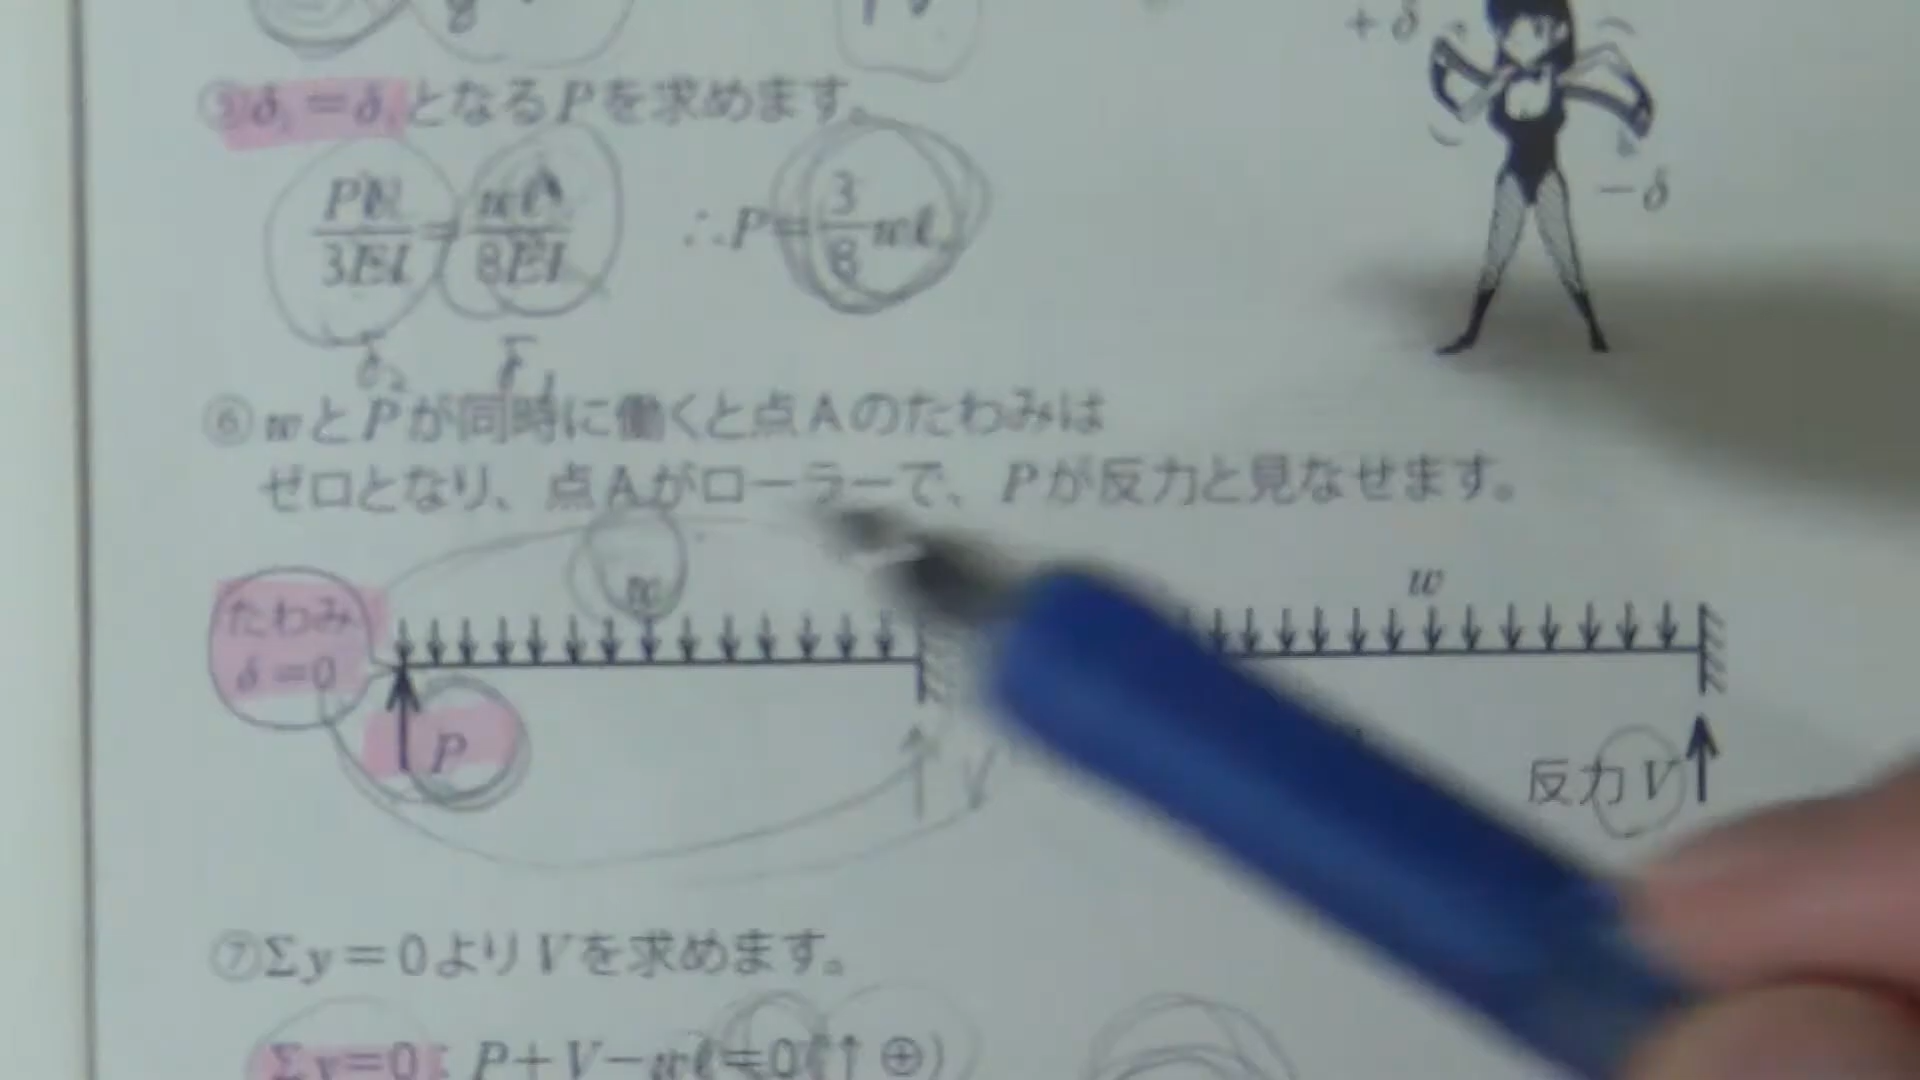 +δ
⑤δ₁=δ₂となるPを求めます。
Pℓ³/3EI = wℓ⁴/8EI ∴P=3/8wℓ
-δ
δ₂ δ₁
⑥wとPが同時に働くと点Aのたわみは
ゼロとなり、点Aがローラーで、Pが反力と見なせます。
w
w
たわみ
δ=0
P
V
反力V
⑦Σy=0よりVを求めます。
Σy=0: P+V-wℓ=0(↑⊕)